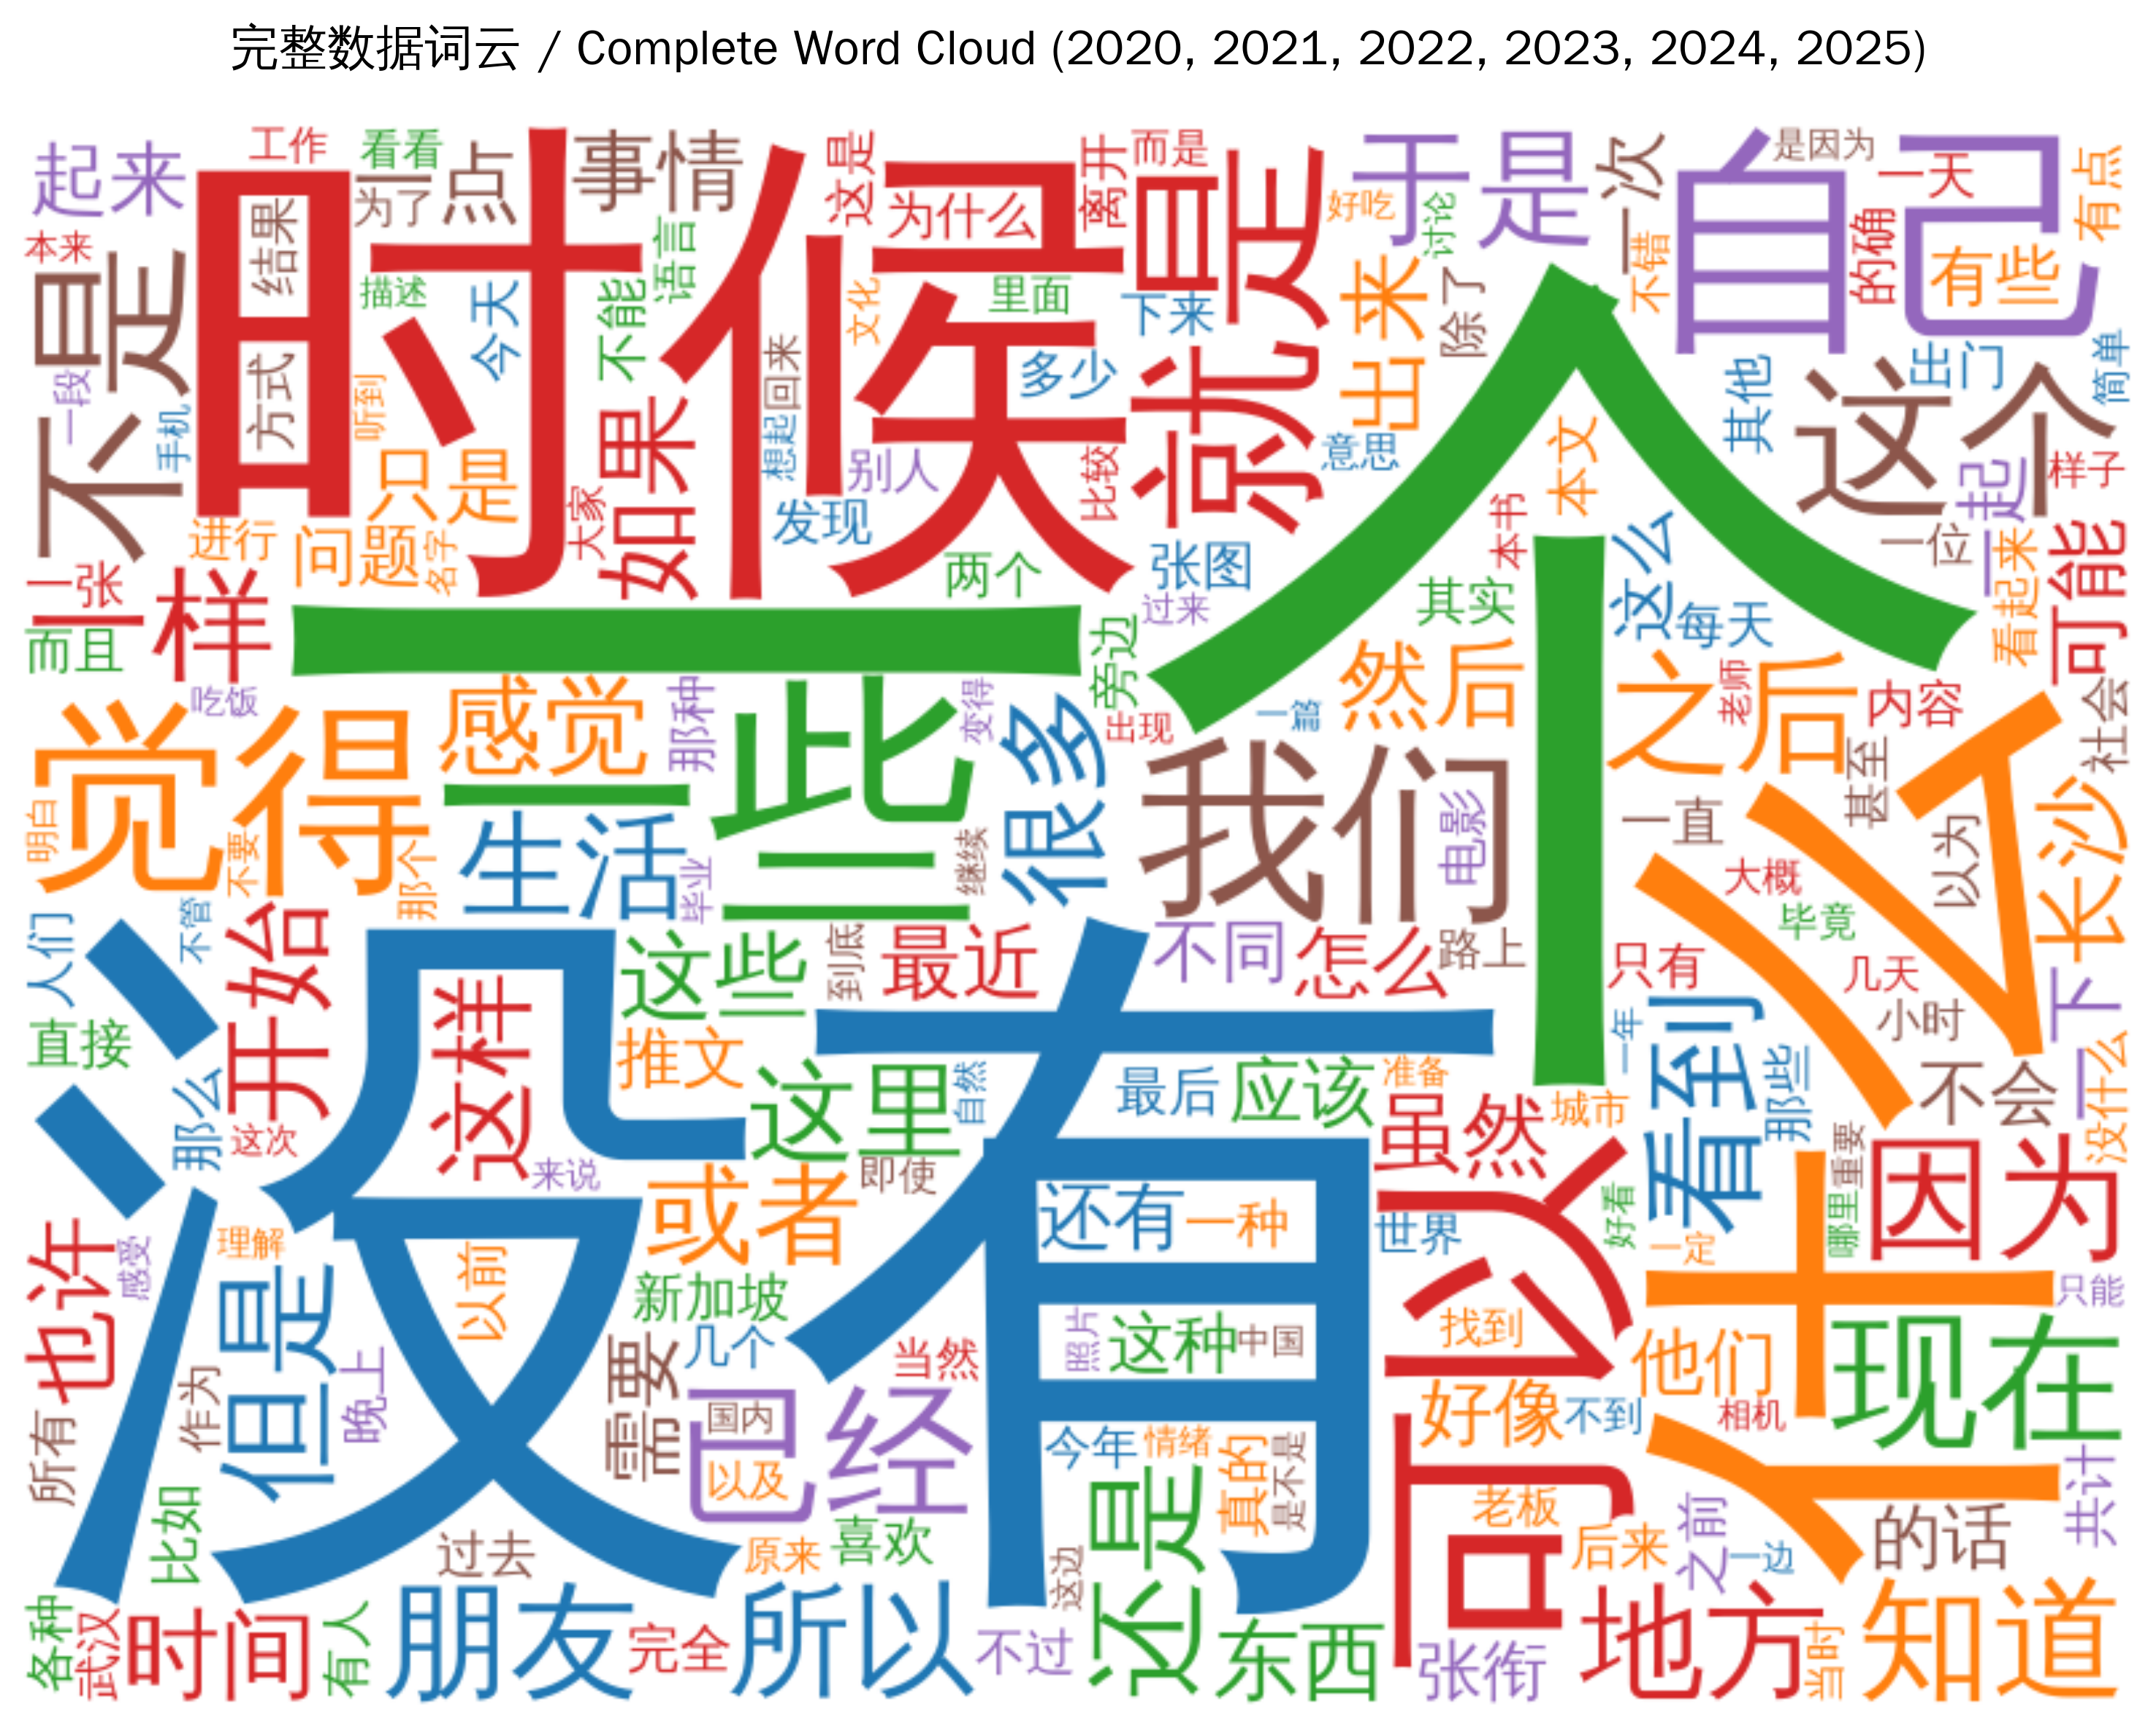 完整数据词云 / Complete Word Cloud (2020, 2021, 2022, 2023, 2024, 2025)
起来
工作
看看
一点
为了
事情
这是
为什么
离开
而是
就是
于是
好吃
讨论
一次
是因为
自己
一天
有点
的确
有些
本来
不是
结果
时候
描述
今天
不能
语言
文化
里面
下来
出来
除了
不错
其他
这个
出门
简单
一段
手机
方式
听到
只是
如果
回来
想起
多少
别人
比较
发现
意思
本文
一起
样子
进行
问题
名字
大家
两个
张图
过来
本书
其实
这么
每天
一位
看起来
可能
一张
一样
而且
一个
旁边
吃饭
觉得
感觉
那种
一些
变得
很多
出现
一篇
然后
之后
老师
内容
社会
明白
不要
那个
生活
毕业
继续
我们
电影
一直
甚至
以为
长沙
什么
大概
毕竟
人们
不管
开始
这样
这些
到底
最近
不同
怎么
路上
只有
几天
小时
一下
直接
那么
这次
没有
推文
这里
自然
最后
应该
准备
虽然
城市
一年
看到
那些
不会
没什么
来说
或者
即使
还有
一种
世界
可以
好看
一定
哪里
重要
因为
只能
也许
感受
理解
但是
以前
新加坡
几个
需要
当然
照片
这种
中国
找到
他们
现在
所有
作为
晚上
已经
国内
以及
今年
情绪
真的
是不是
好像
不到
相机
共计
比如
过去
原来
喜欢
这边
还是
老板
后来
之前
一边
的话
各种
武汉
时间
有人
朋友
完全
所以
不过
东西
张衔
地方
当时
知道